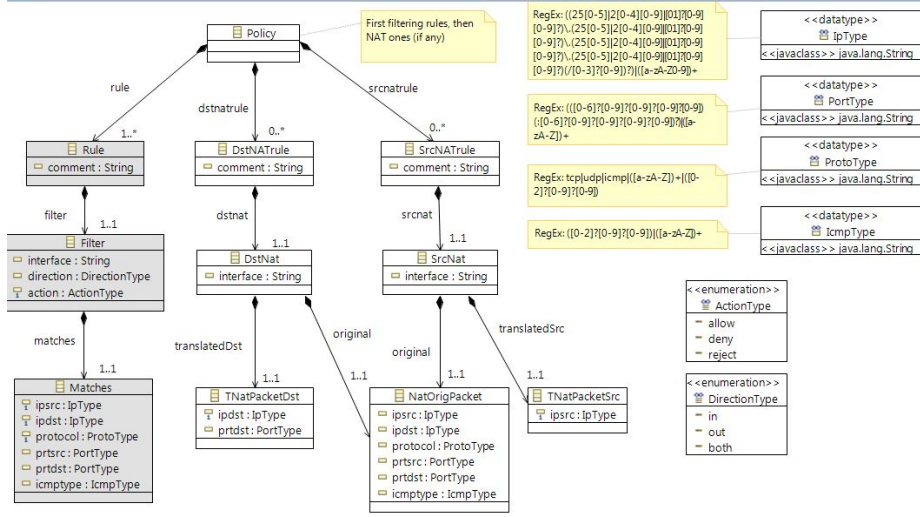 Policy
First filtering rules, then
NAT ones (if any)
RegEx: ((25[0-5]|2[0-4][0-9]|[01]?[0-9]
[0-9]?)\.(25[0-5]|2[0-4][0-9]|[01]?[0-9]
[0-9]?)\.(25[0-5]|2[0-4][0-9]|[01]?[0-9]
[0-9]?)\.(25[0-5]|2[0-4][0-9]|[01]?[0-9]
[0-9]?)(/[0-3]?[0-9])?)|([a-zA-Z0-9])+
<<datatype>>
IpType
<<javaclass>> java.lang.String
rule
dstnatrule
srcnatrule
1..*
0..*
0..*
RegEx: (([0-6]?[0-9]?[0-9]?[0-9]?[0-9])
(:[0-6]?[0-9]?[0-9]?[0-9]?[0-9])?)|([a-
zA-Z])+
<<datatype>>
PortType
<<javaclass>> java.lang.String
Rule
comment : String
DstNATrule
comment : String
SrcNATrule
comment : String
RegEx: tcp|udp|icmp|([a-zA-Z])+|([0-
2]?[0-9]?[0-9])
<<datatype>>
ProtoType
<<javaclass>> java.lang.String
filter
dstnat
srcnat
1..1
1..1
1..1
RegEx: ([0-2]?[0-9]?[0-9])|([a-zA-Z])+
<<datatype>>
IcmpType
<<javaclass>> java.lang.String
Filter
interface : String
direction : DirectionType
action : ActionType
DstNat
interface : String
SrcNat
interface : String
<<enumeration>>
ActionType
allow
deny
reject
matches
translatedDst
original
original
translatedSrc
1..1
1..1
1..1
1..1
1..1
Matches
ipsrc : IpType
ipdst : IpType
protocol : ProtoType
prtsrc : PortType
prtdst : PortType
icmptype : IcmpType
TNatPacketDst
ipdst : IpType
prtdst : PortType
NatOrigPacket
ipsrc : IpType
ipdst : IpType
protocol : ProtoType
prtsrc : PortType
prtdst : PortType
icmptype : IcmpType
TNatPacketSrc
ipsrc : IpType
<<enumeration>>
DirectionType
in
out
both